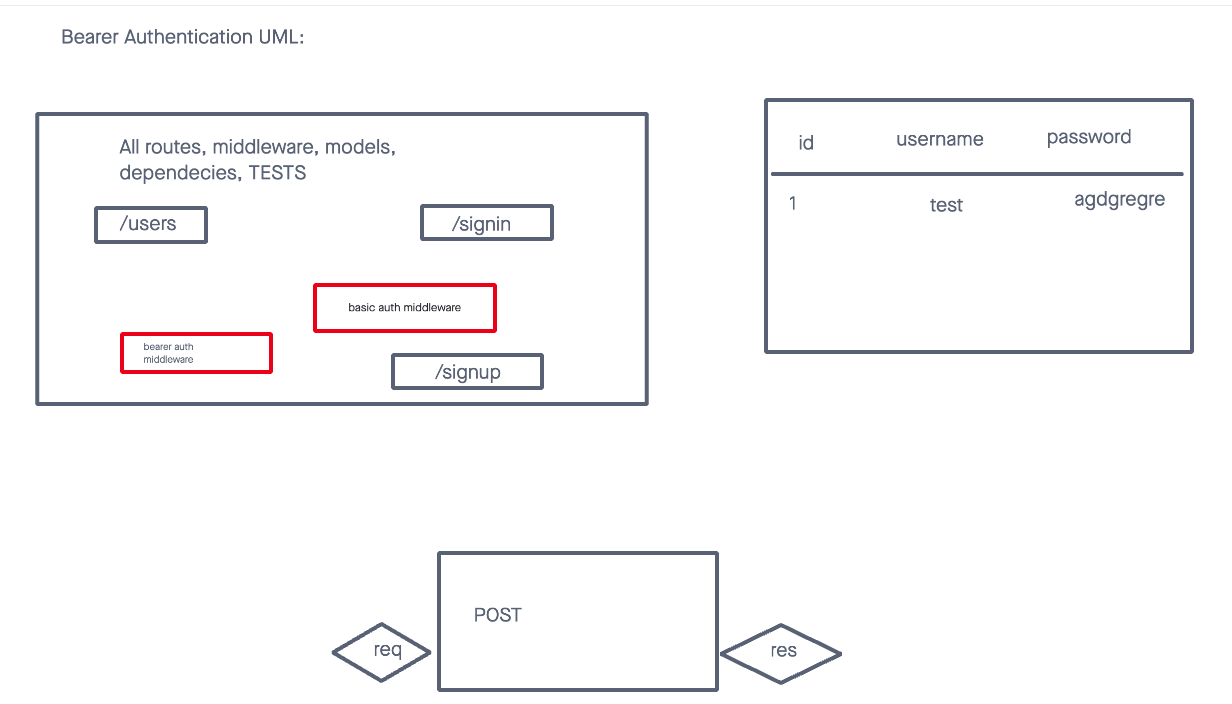 Bearer Authentication UML:
All routes, middleware, models,
dependecies, TESTS
/users
/signin
basic auth middleware
bearer auth
middleware
/signup
id username password
1 test agdgregre
POST
req
res